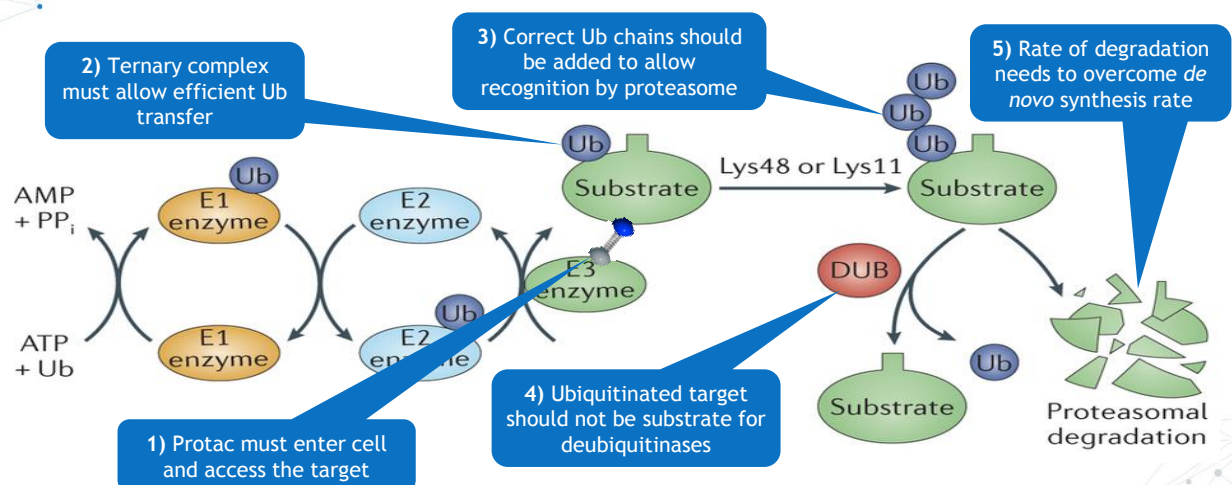 2) Ternary complex
must allow efficient Ub
transfer
3) Correct Ub chains should
be added to allow
recognition by proteasome
5) Rate of degradation
needs to overcome de
novo synthesis rate
Ub
Ub
Ub
Ub
Ub
AMP
+ PPi
E1
enzyme
E2
enzyme
Substrate
Lys48 or Lys11
Substrate
E3
enzyme
DUB
Ub
ATP
+ Ub
E1
enzyme
E2
enzyme
Ub
Substrate
Proteasomal
degradation
1) Protac must enter cell
and access the target
4) Ubiquitinated target
should not be substrate for
deubiquitinases